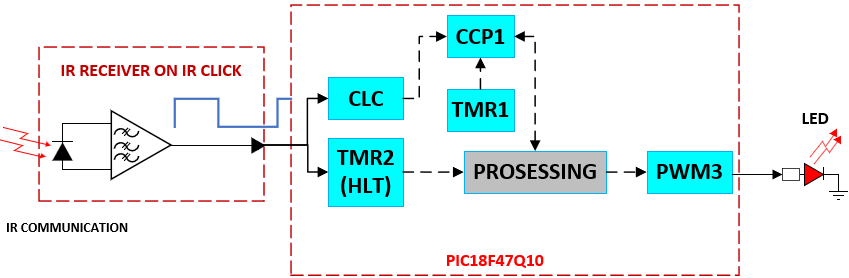 IR RECEIVER ON IR CLICK
IR COMMUNICATION
CCP1
CLC
TMR1
TMR2
(HLT)
PROSESSING
PWM3
LED
PIC18F47Q10